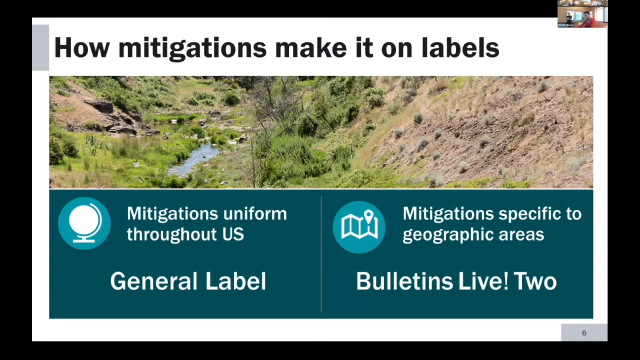 How mitigations make it on labels
Mitigations uniform
throughout US
General Label
Mitigations specific to
geographic areas
Bulletins Live! Two
6